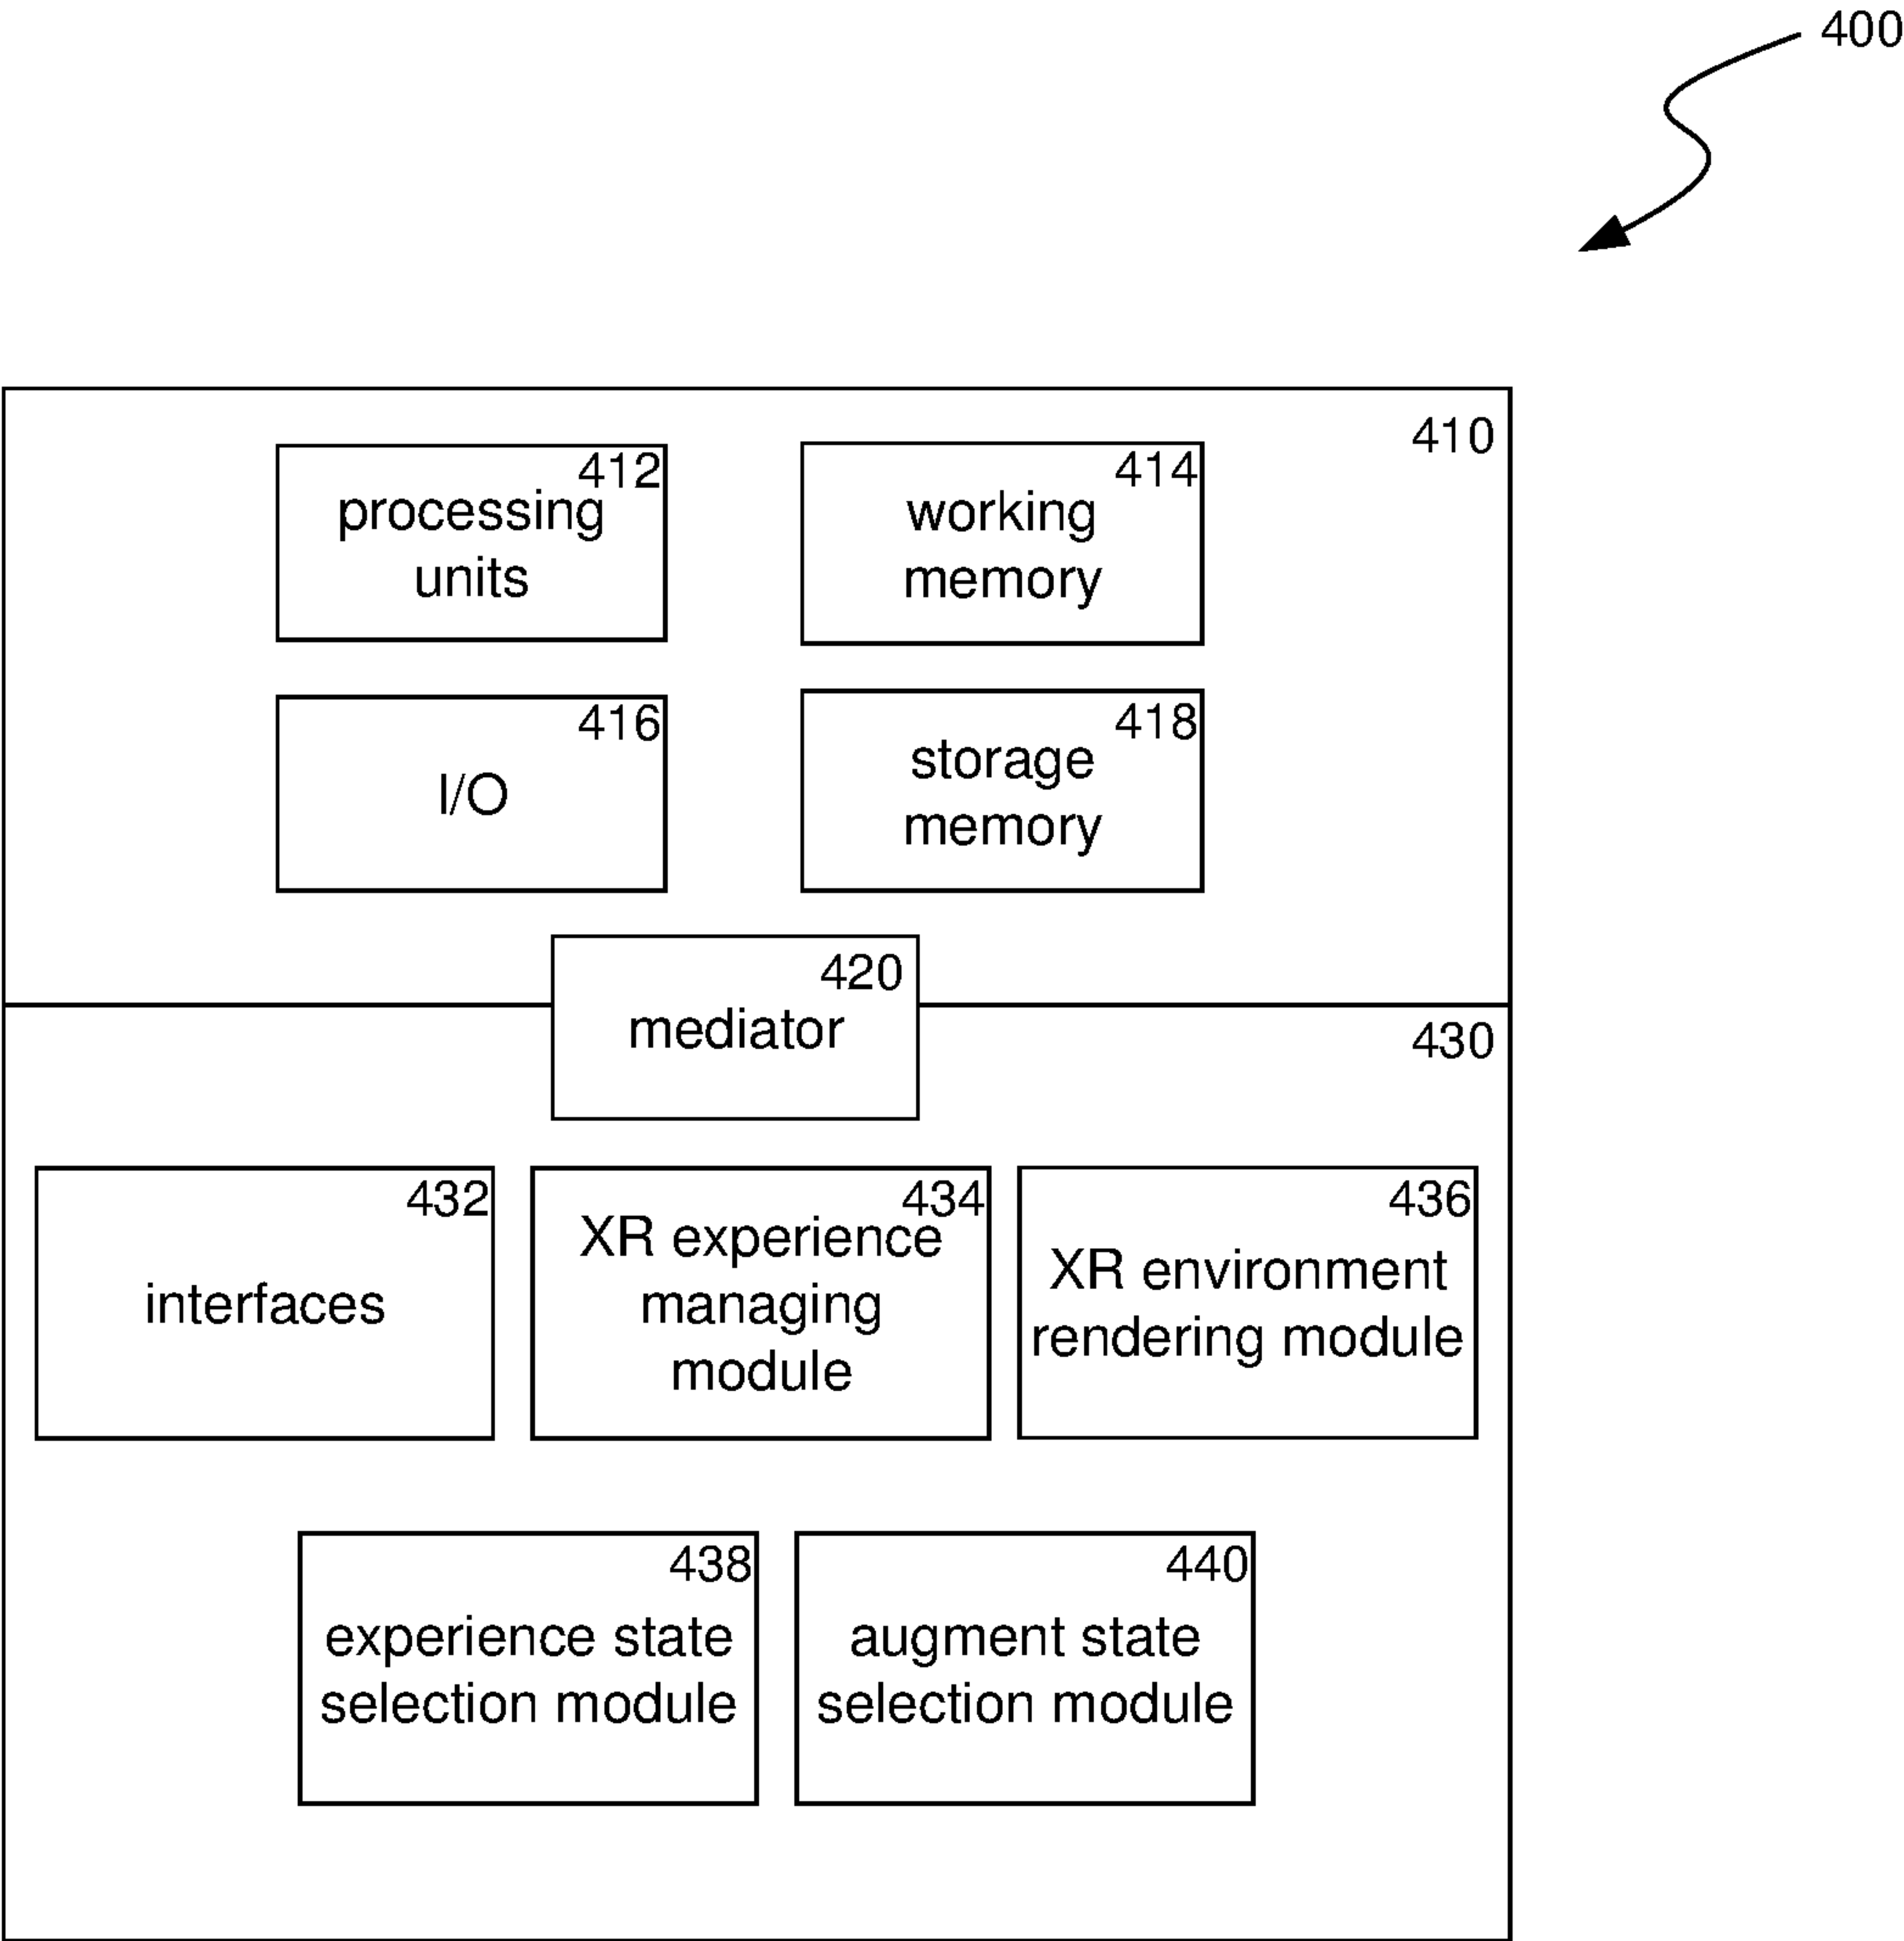 400
410
412
processing
units
414
working
memory
416
I/O
418
storage
memory
420
mediator
430
432
interfaces
434
XR experience
managing
module
436
XR environment
rendering module
438
experience state
selection module
440
augment state
selection module